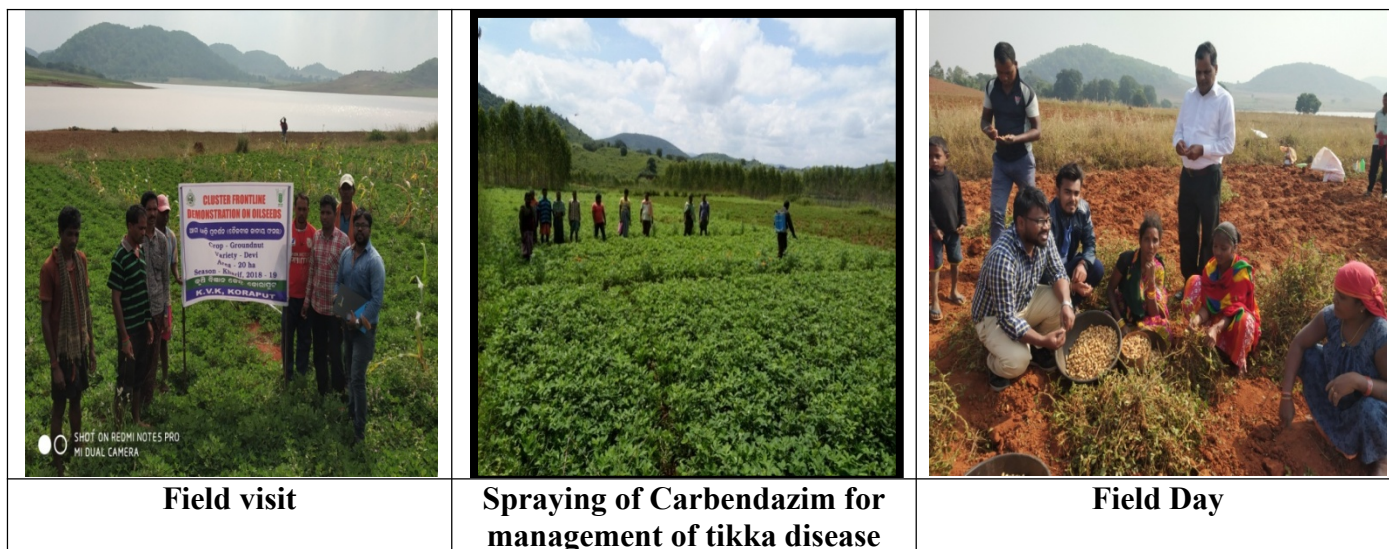 CLUSTER FRONTLINE
DEMONSTRATION ON OILSEEDS
Crop - Groundnut
Variety - Devi
Area - 20 ha
Season - Kharif, 2018 - 19
K.V.K, KORAPUT
SHOT ON REDMI NOTE5 PRO
MI DUAL CAMERA
Field visit
Spraying of Carbendazim for
management of tikka disease
Field Day